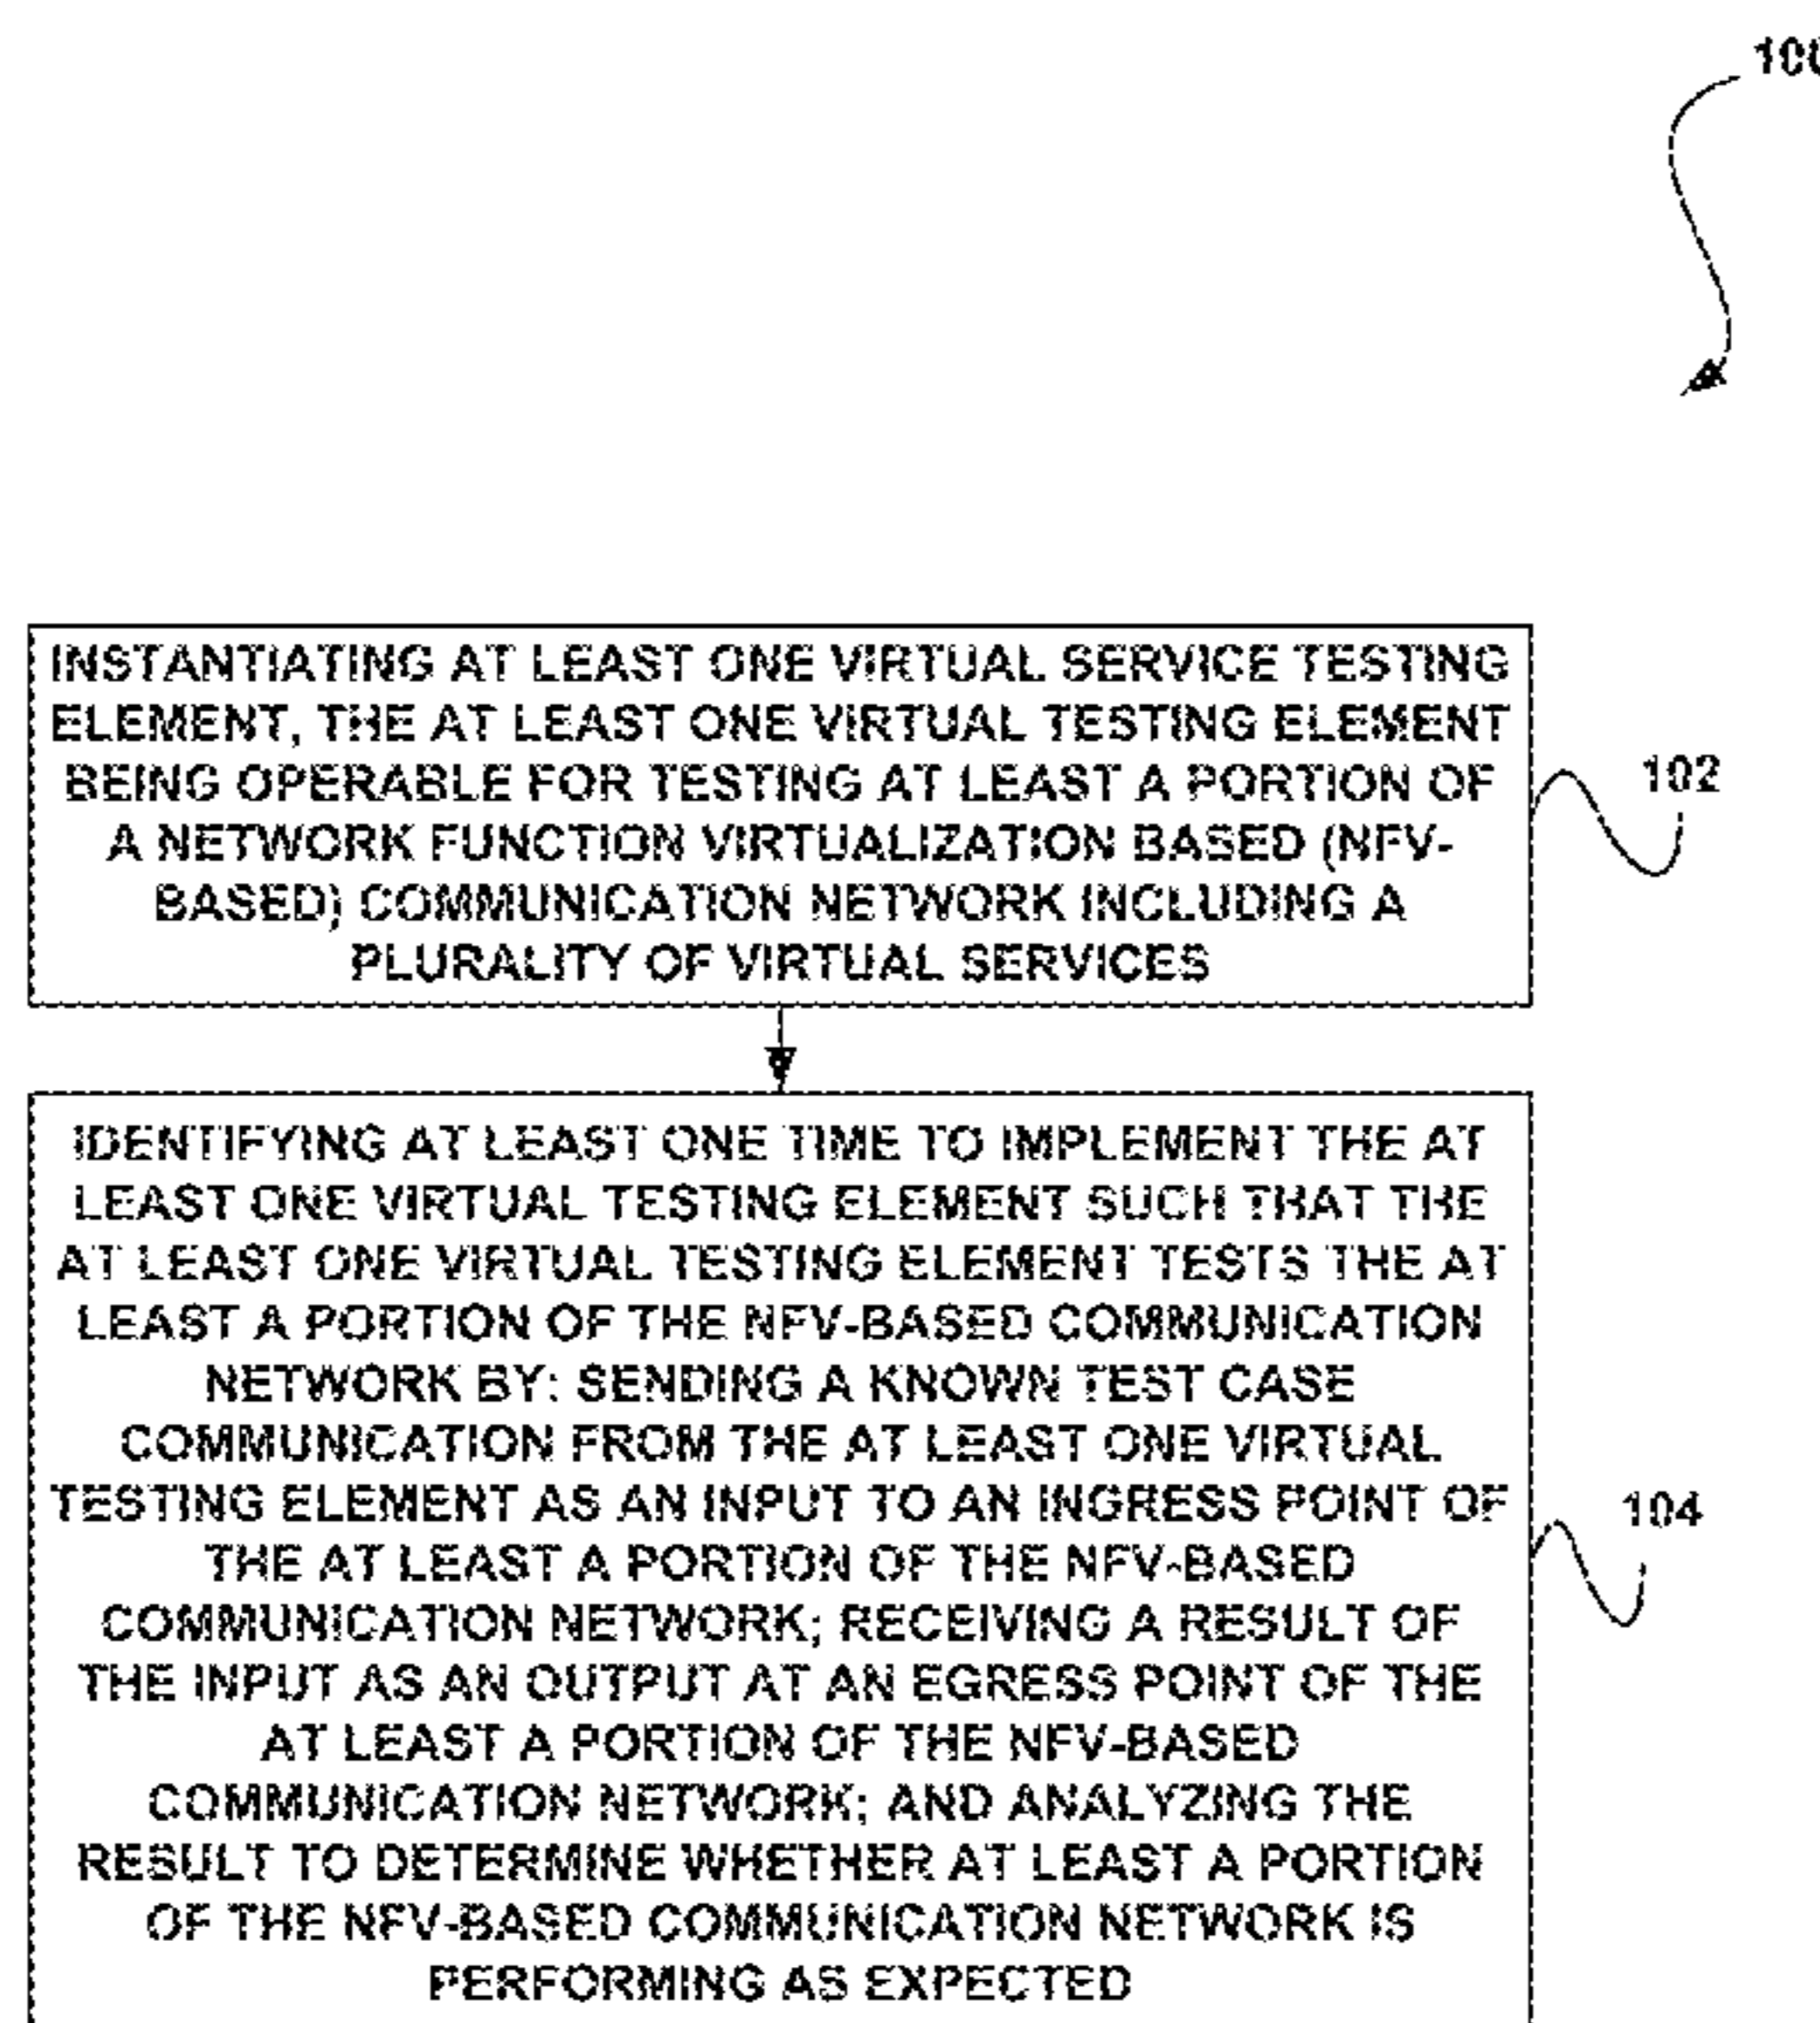 100
INSTANTIATING AT LEAST ONE VIRTUAL SERVICE TESTING
ELEMENT, THE AT LEAST ONE VIRTUAL TESTING ELEMENT
BEING OPERABLE FOR TESTING AT LEAST A PORTION OF
A NETWORK FUNCTION VIRTUALIZATION BASED (NFV-
BASED) COMMUNICATION NETWORK INCLUDING A
PLURALITY OF VIRTUAL SERVICES
102
IDENTIFYING AT LEAST ONE TIME TO IMPLEMENT THE AT
LEAST ONE VIRTUAL TESTING ELEMENT SUCH THAT THE
AT LEAST ONE VIRTUAL TESTING ELEMENT TESTS THE AT
LEAST A PORTION OF THE NFV-BASED COMMUNICATION
NETWORK BY: SENDING A KNOWN TEST CASE
COMMUNICATION FROM THE AT LEAST ONE VIRTUAL
TESTING ELEMENT AS AN INPUT TO AN INGRESS POINT OF
THE AT LEAST A PORTION OF THE NFV-BASED
COMMUNICATION NETWORK; RECEIVING A RESULT OF
THE INPUT AS AN OUTPUT AT AN EGRESS POINT OF THE
AT LEAST A PORTION OF THE NFV-BASED
COMMUNICATION NETWORK; AND ANALYZING THE
RESULT TO DETERMINE WHETHER AT LEAST A PORTION
OF THE NFV-BASED COMMUNICATION NETWORK IS
PERFORMING AS EXPECTED
104